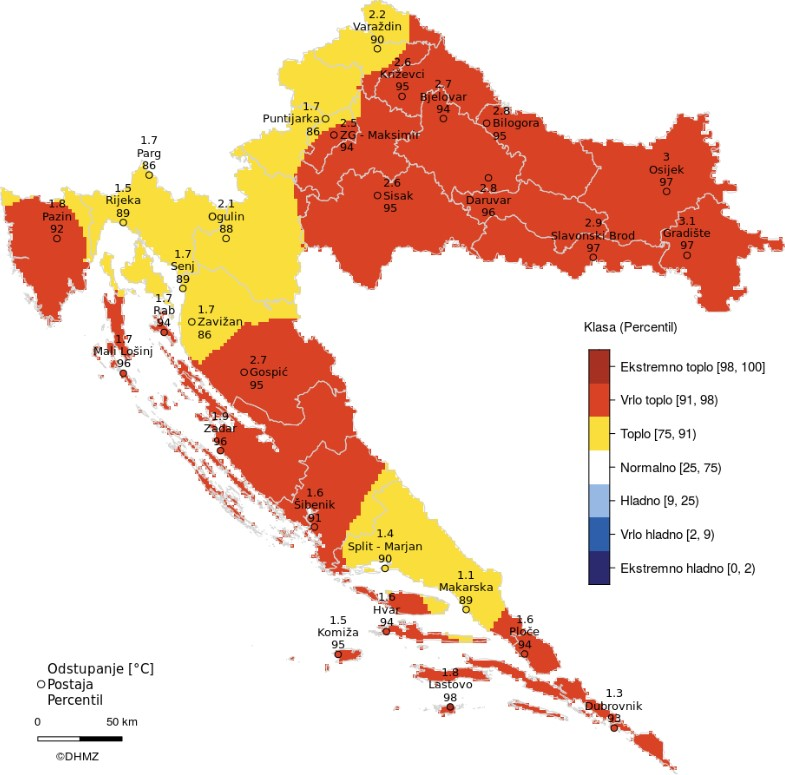 2.2
Varaždin
90
2.6
Križevci
95
2.7
Bjelovar
94
1.7
Puntijarka
86
2.5
ZG - Maksimir
94
2.8
Bilogora
95
1.7
Parg
86
3
Osijek
97
1.5
Rijeka
89
1.8
Pazin
92
2.1
Ogulin
88
2.6
Sisak
95
2.8
Daruvar
96
2.9
Slavonski Brod
97
3.1
Gradište
97
1.7
Senj
89
1.7
Rab
94
1.7
Zavižan
86
1.7
Mali Lošinj
96
2.7
Gospić
95
1.9
Zadar
96
1.6
Šibenik
91
1.4
Split - Marjan
90
1.1
Makarska
89
1.6
Hvar
94
1.5
Komiža
95
1.6
Ploče
94
1.8
Lastovo
98
1.3
Dubrovnik
93
Klasa (Percentil)
Ekstremno toplo [98, 100]
Vrlo toplo [91, 98)
Toplo [75, 91)
Normalno [25, 75)
Hladno [9, 25)
Vrlo hladno [2, 9)
Ekstremno hladno [0, 2)
Odstupanje [°C]
Postaja
Percentil
0 50 km
©DHMZ